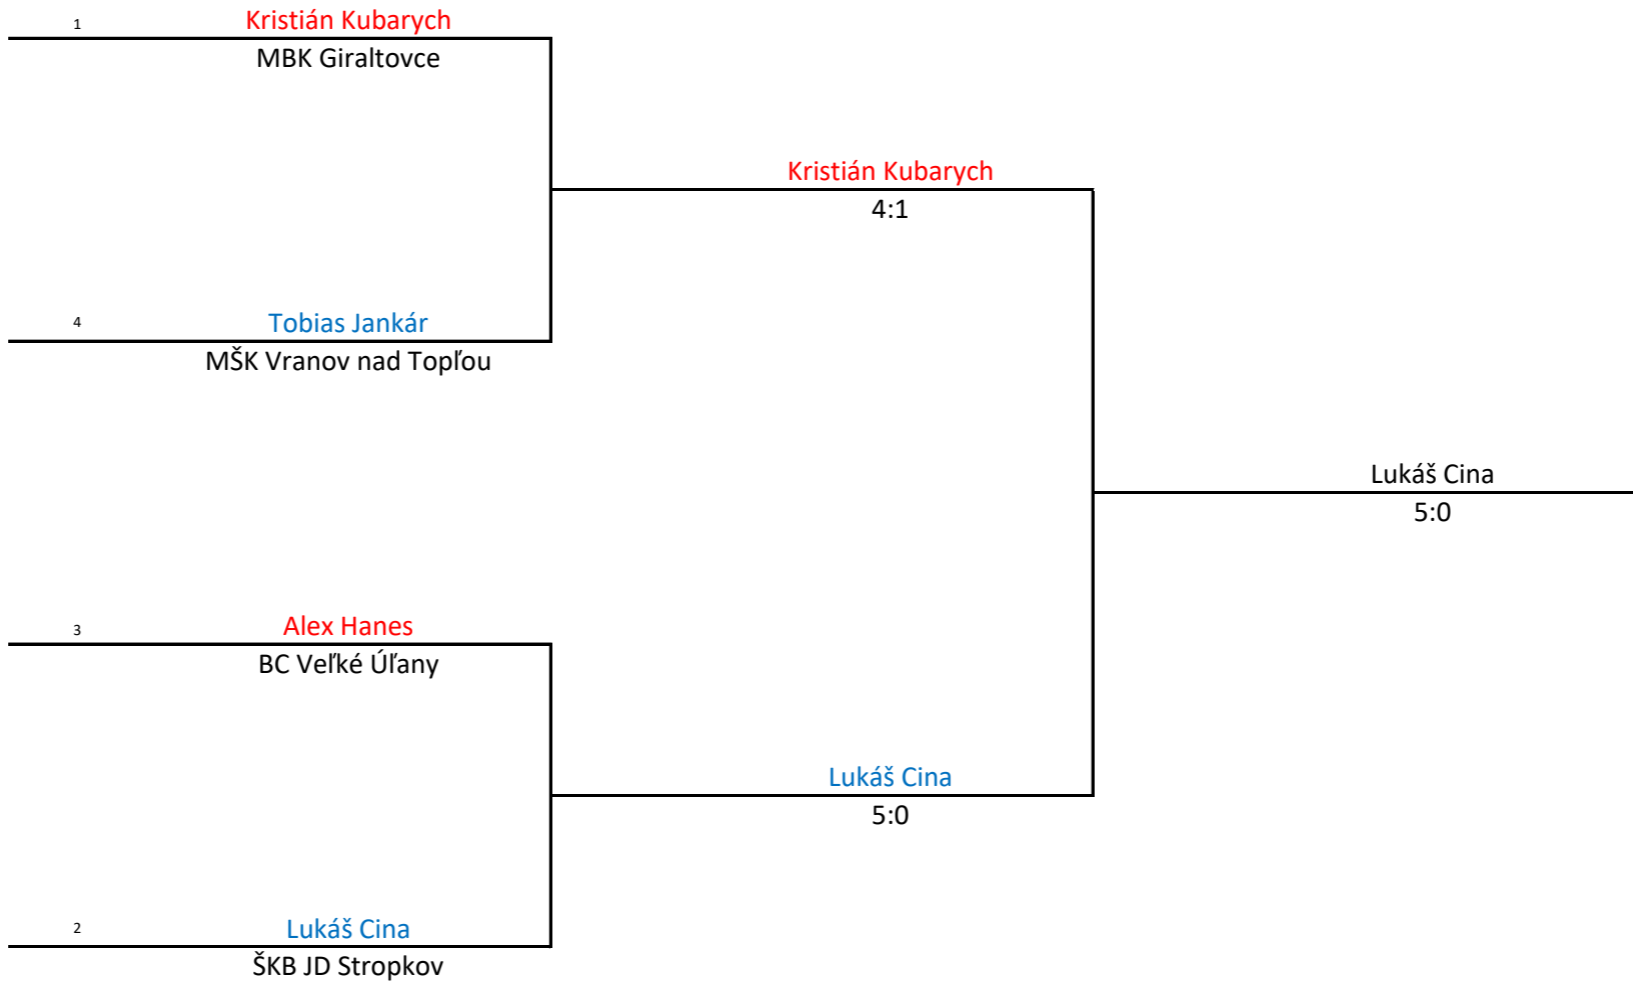 1
Kristián Kubarych
MBK Giraltovce
Kristián Kubarych
4:1
4
Tobias Jankár
MŠK Vranov nad Topľou
Lukáš Cina
5:0
3
Alex Hanes
BC Veľké Úľany
Lukáš Cina
5:0
2
Lukáš Cina
ŠKB JD Stropkov